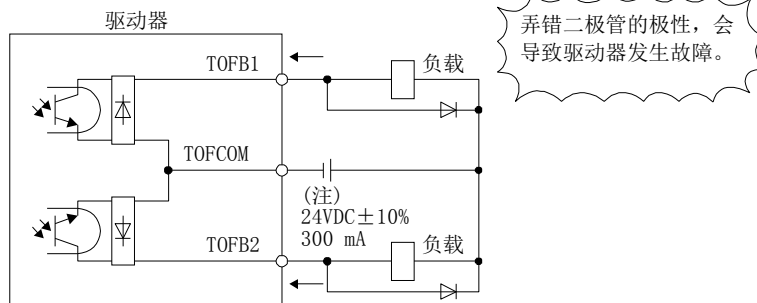 驱动器
弄错二极管的极性，会
导致驱动器发生故障。
TOFB1
负载
TOFCOM
(注)
24VDC±10%
300 mA
TOFB2
负载